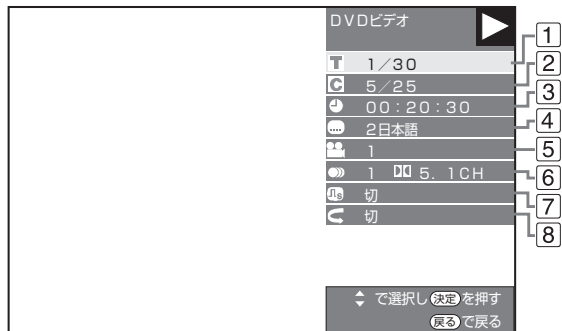 DVDビデオ
T 1／30
C 5／25
00：20：30
2日本語
1
1 5．1CH
切
切
で選択し 決定 を押す
戻る で戻る
1
2
3
4
5
6
7
8